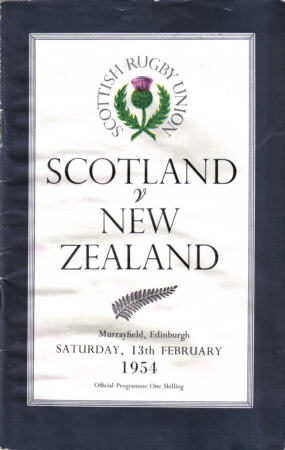 SCOTTISH RUGBY UNION
SCOTLAND
v
NEW
ZEALAND
Murrayfield, Edinburgh
SATURDAY, 13th FEBRUARY
1954
Official Programme One Shilling